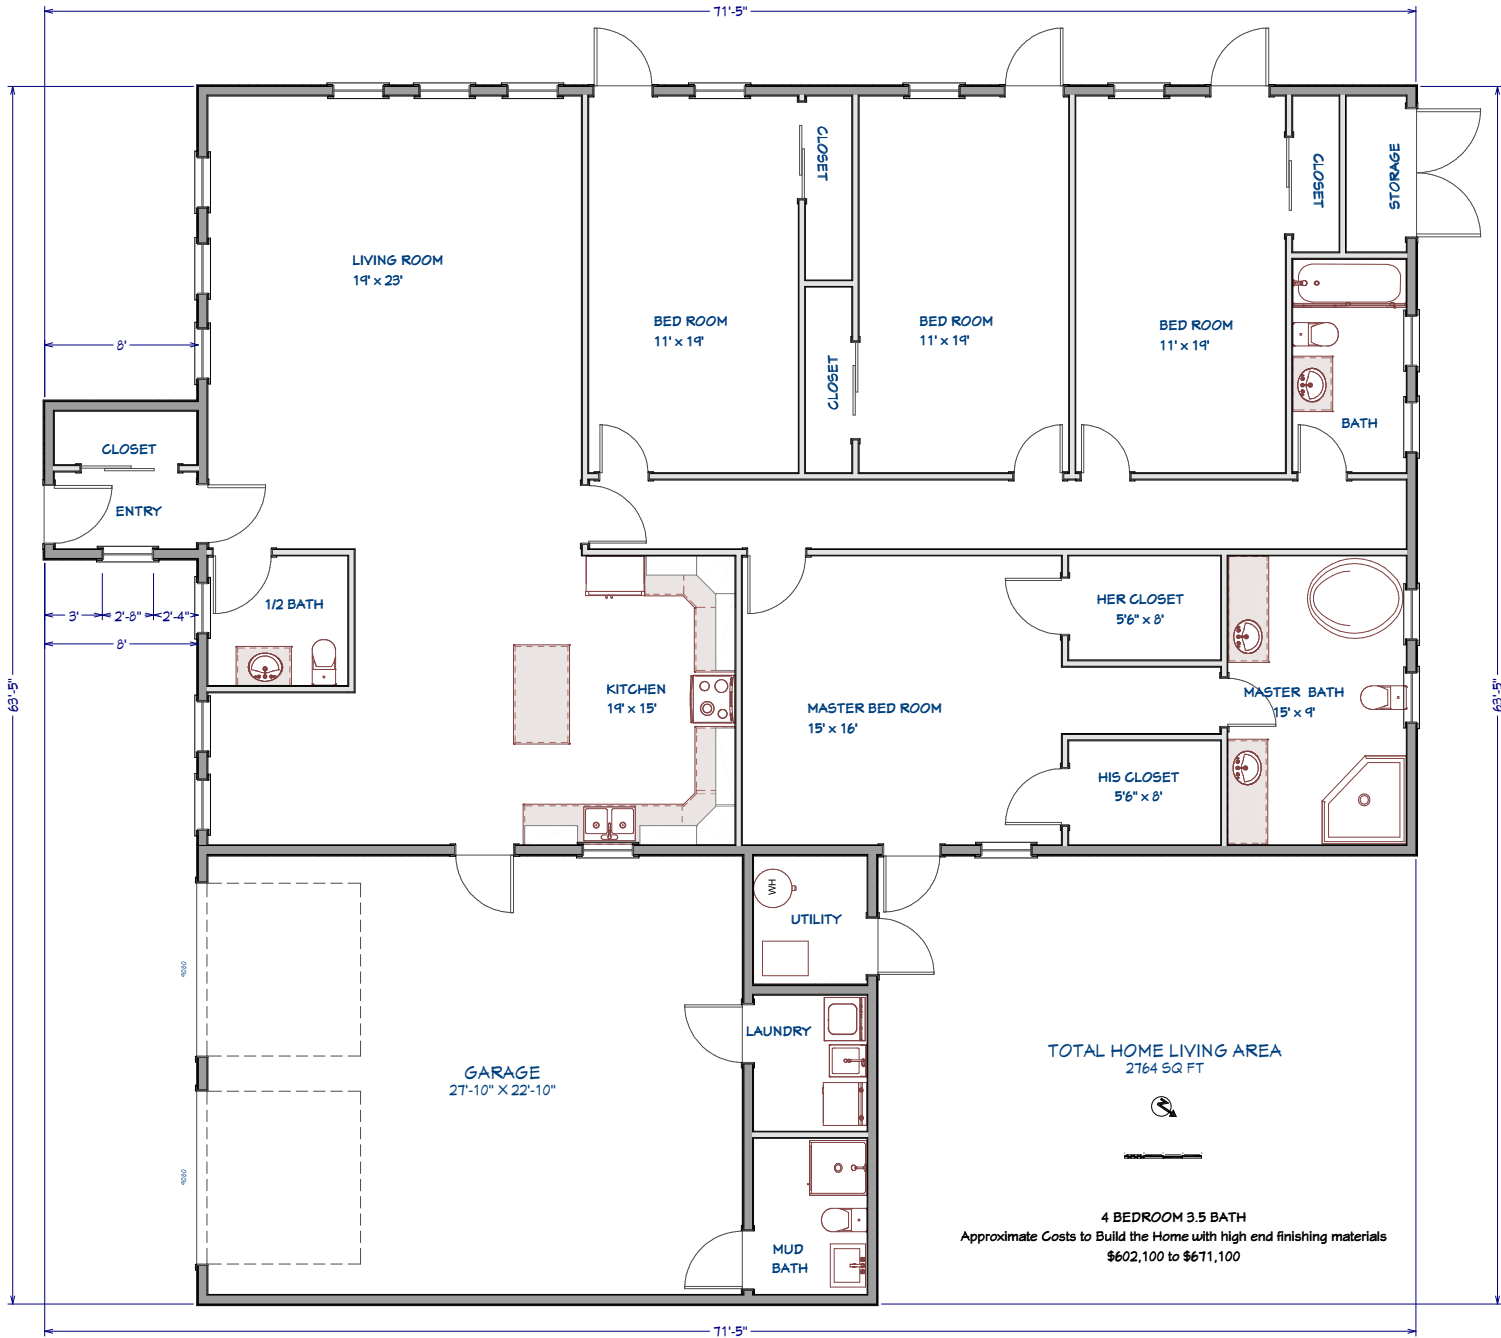 71'-5"
CLOSET
CLOSET
STORAGE
LIVING ROOM
19' x 23'
BED ROOM
11' x 19'
BED ROOM
11' x 19'
BED ROOM
11' x 19'
8'
CLOSET
BATH
CLOSET
ENTRY
1/2 BATH
HER CLOSET
5'6" x 8'
3'
2'-8"
2'-4"
8'
63'-5"
63'-5"
KITCHEN
19' x 15'
MASTER BED ROOM
15' x 16'
MASTER BATH
15' x 9'
HIS CLOSET
5'6" x 8'
WH
UTILITY
9080
LAUNDRY
GARAGE
27'-10" X 22'-10"
TOTAL HOME LIVING AREA
2764 SQ FT
N
9080
MUD
BATH
4 BEDROOM 3.5 BATH
Approximate Costs to Build the Home with high end finishing materials
$602,100 to $671,100
71'-5"